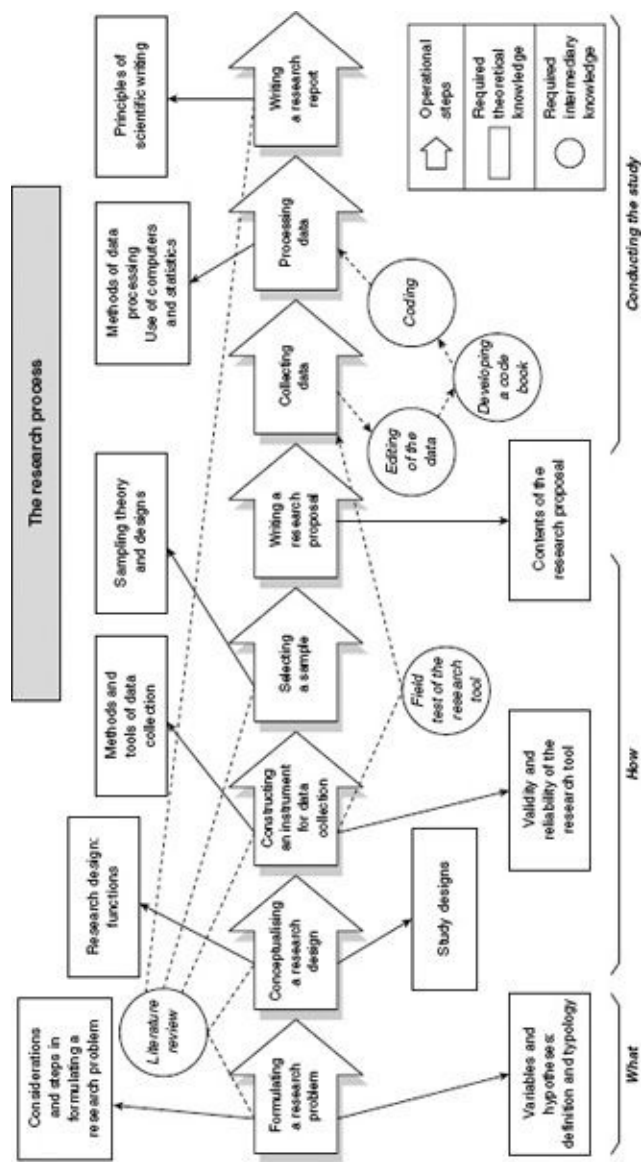 The research process
Considerations
and steps in
formulating a
research problem
Research design:
functions
Methods and
tools of data
collection
Sampling theory
and designs
Methods of data
processing
Use of computers
and statistics
Principles of
scientific writing
Literature
review
Formulating
a research
problem
Conceptualising
a research
design
Constructing
an instrument
for data
collection
Selecting
a sample
Writing a
research
proposal
Collecting
data
Processing
data
Writing
a research
report
Field
test of the
research
tool
Editing
of the
data
Developing
a code
book
Coding
Variables and
hypotheses:
definition and typology
Study designs
Validity and
reliability of the
research tool
Contents of the
research proposal
Operational
steps
Required
theoretical
knowledge
Required
intermediary
knowledge
What
How
Conducting the study